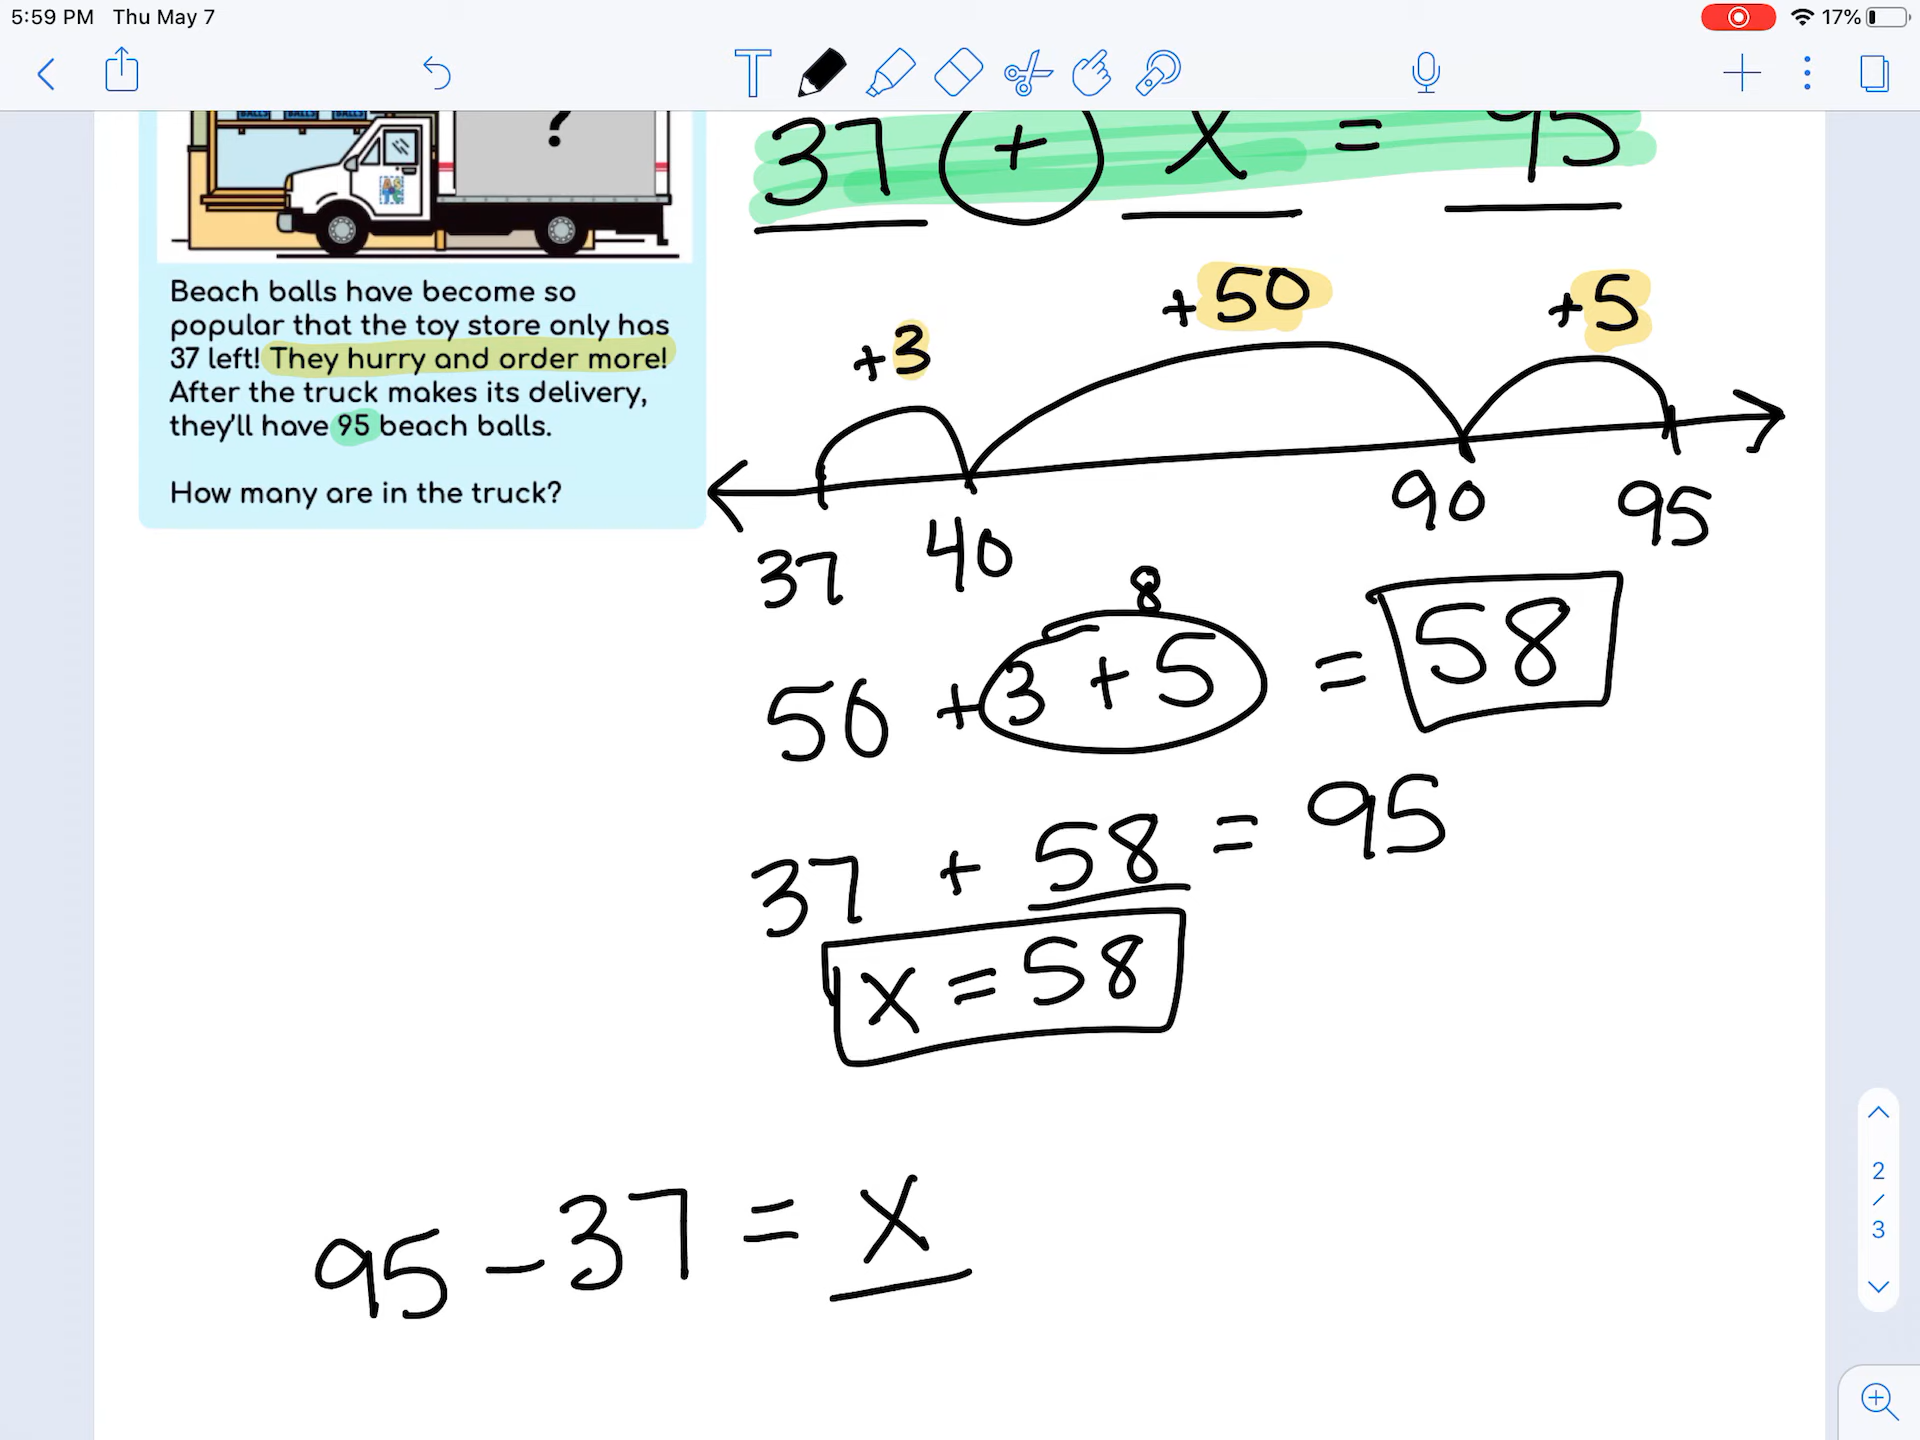 5:59 PM Thu May 7
17%
BALLS BALLS BALLS
?
37 + x = 95
Beach balls have become so
popular that the toy store only has
37 left! They hurry and order more!
After the truck makes its delivery,
they'll have 95 beach balls.
How many are in the truck?
+3 +50 +5
37 40 90 95
8
50 + 3 + 5 = 58
37 + 58 = 95
x = 58
95 - 37 = x
2
/
3